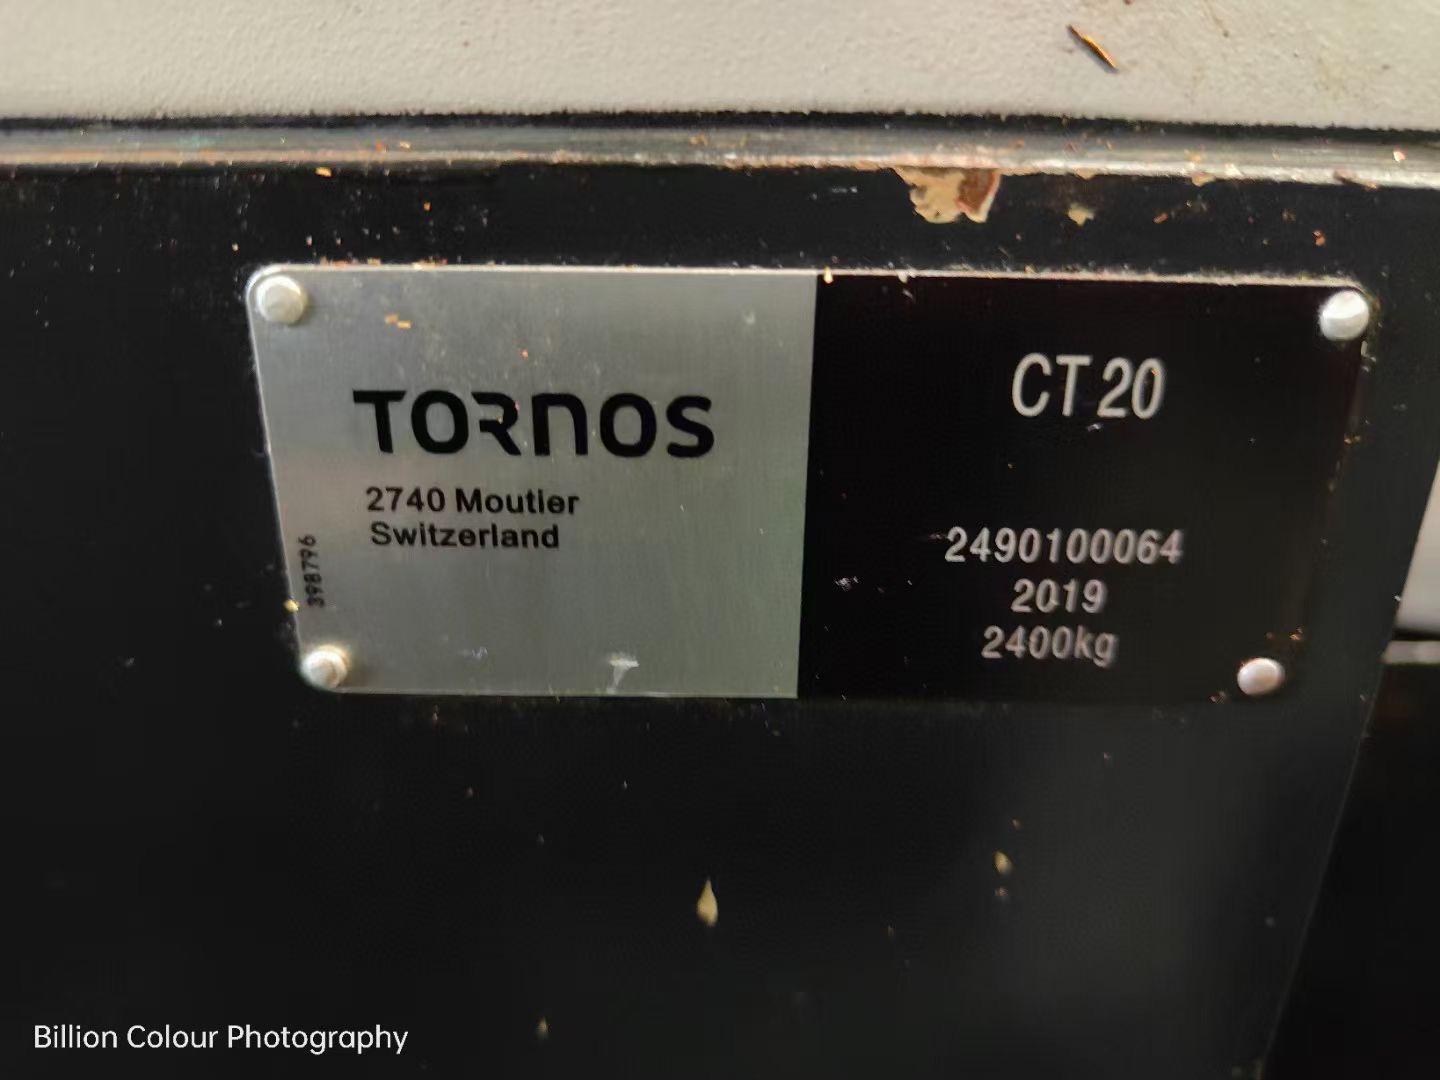 TORNOS
2740 Moutier
Switzerland
398796
CT 20
2490100064
2019
2400kg
Billion Colour Photography